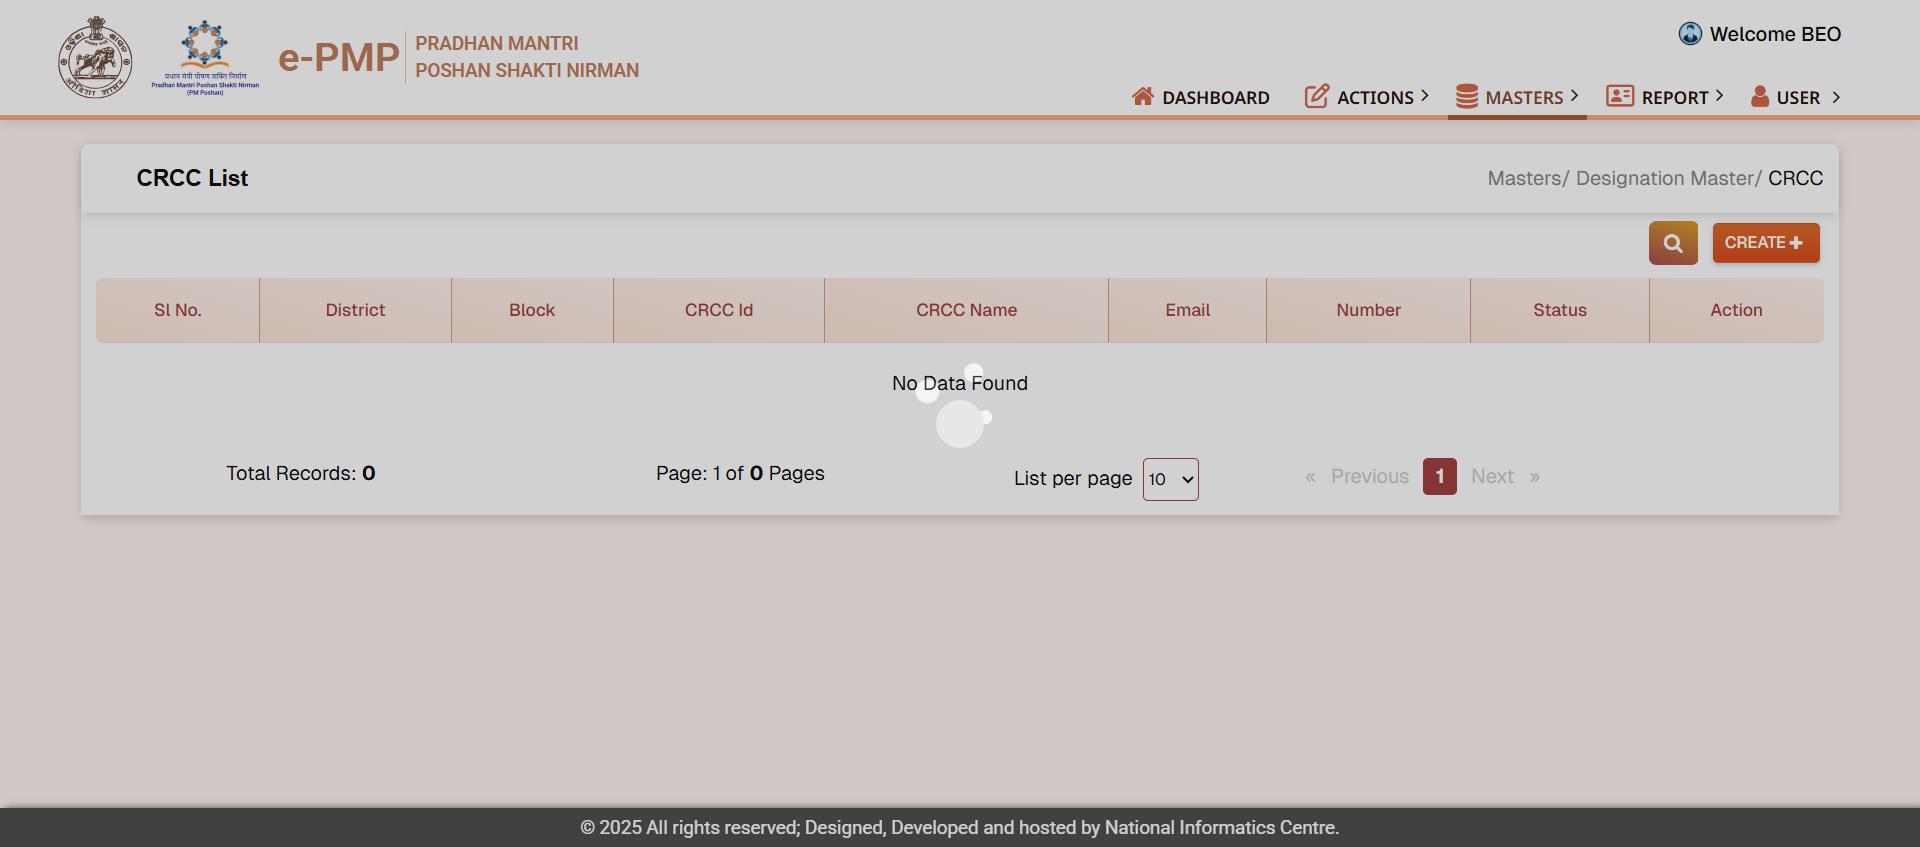 प्रधान मंत्री पोषण शक्ति निर्माण
Pradhan Mantri Poshan Shakti Nirman
(PM Poshan)
e-PMP
PRADHAN MANTRI
POSHAN SHAKTI NIRMAN
Welcome BEO
DASHBOARD ACTIONS MASTERS REPORT USER
CRCC List
Masters/ Designation Master/ CRCC
CREATE
Sl No. District Block CRCC Id CRCC Name Email Number Status Action
No Data Found
Total Records: 0 Page: 1 of 0 Pages List per page 10 « Previous 1 Next »
© 2025 All rights reserved; Designed, Developed and hosted by National Informatics Centre.